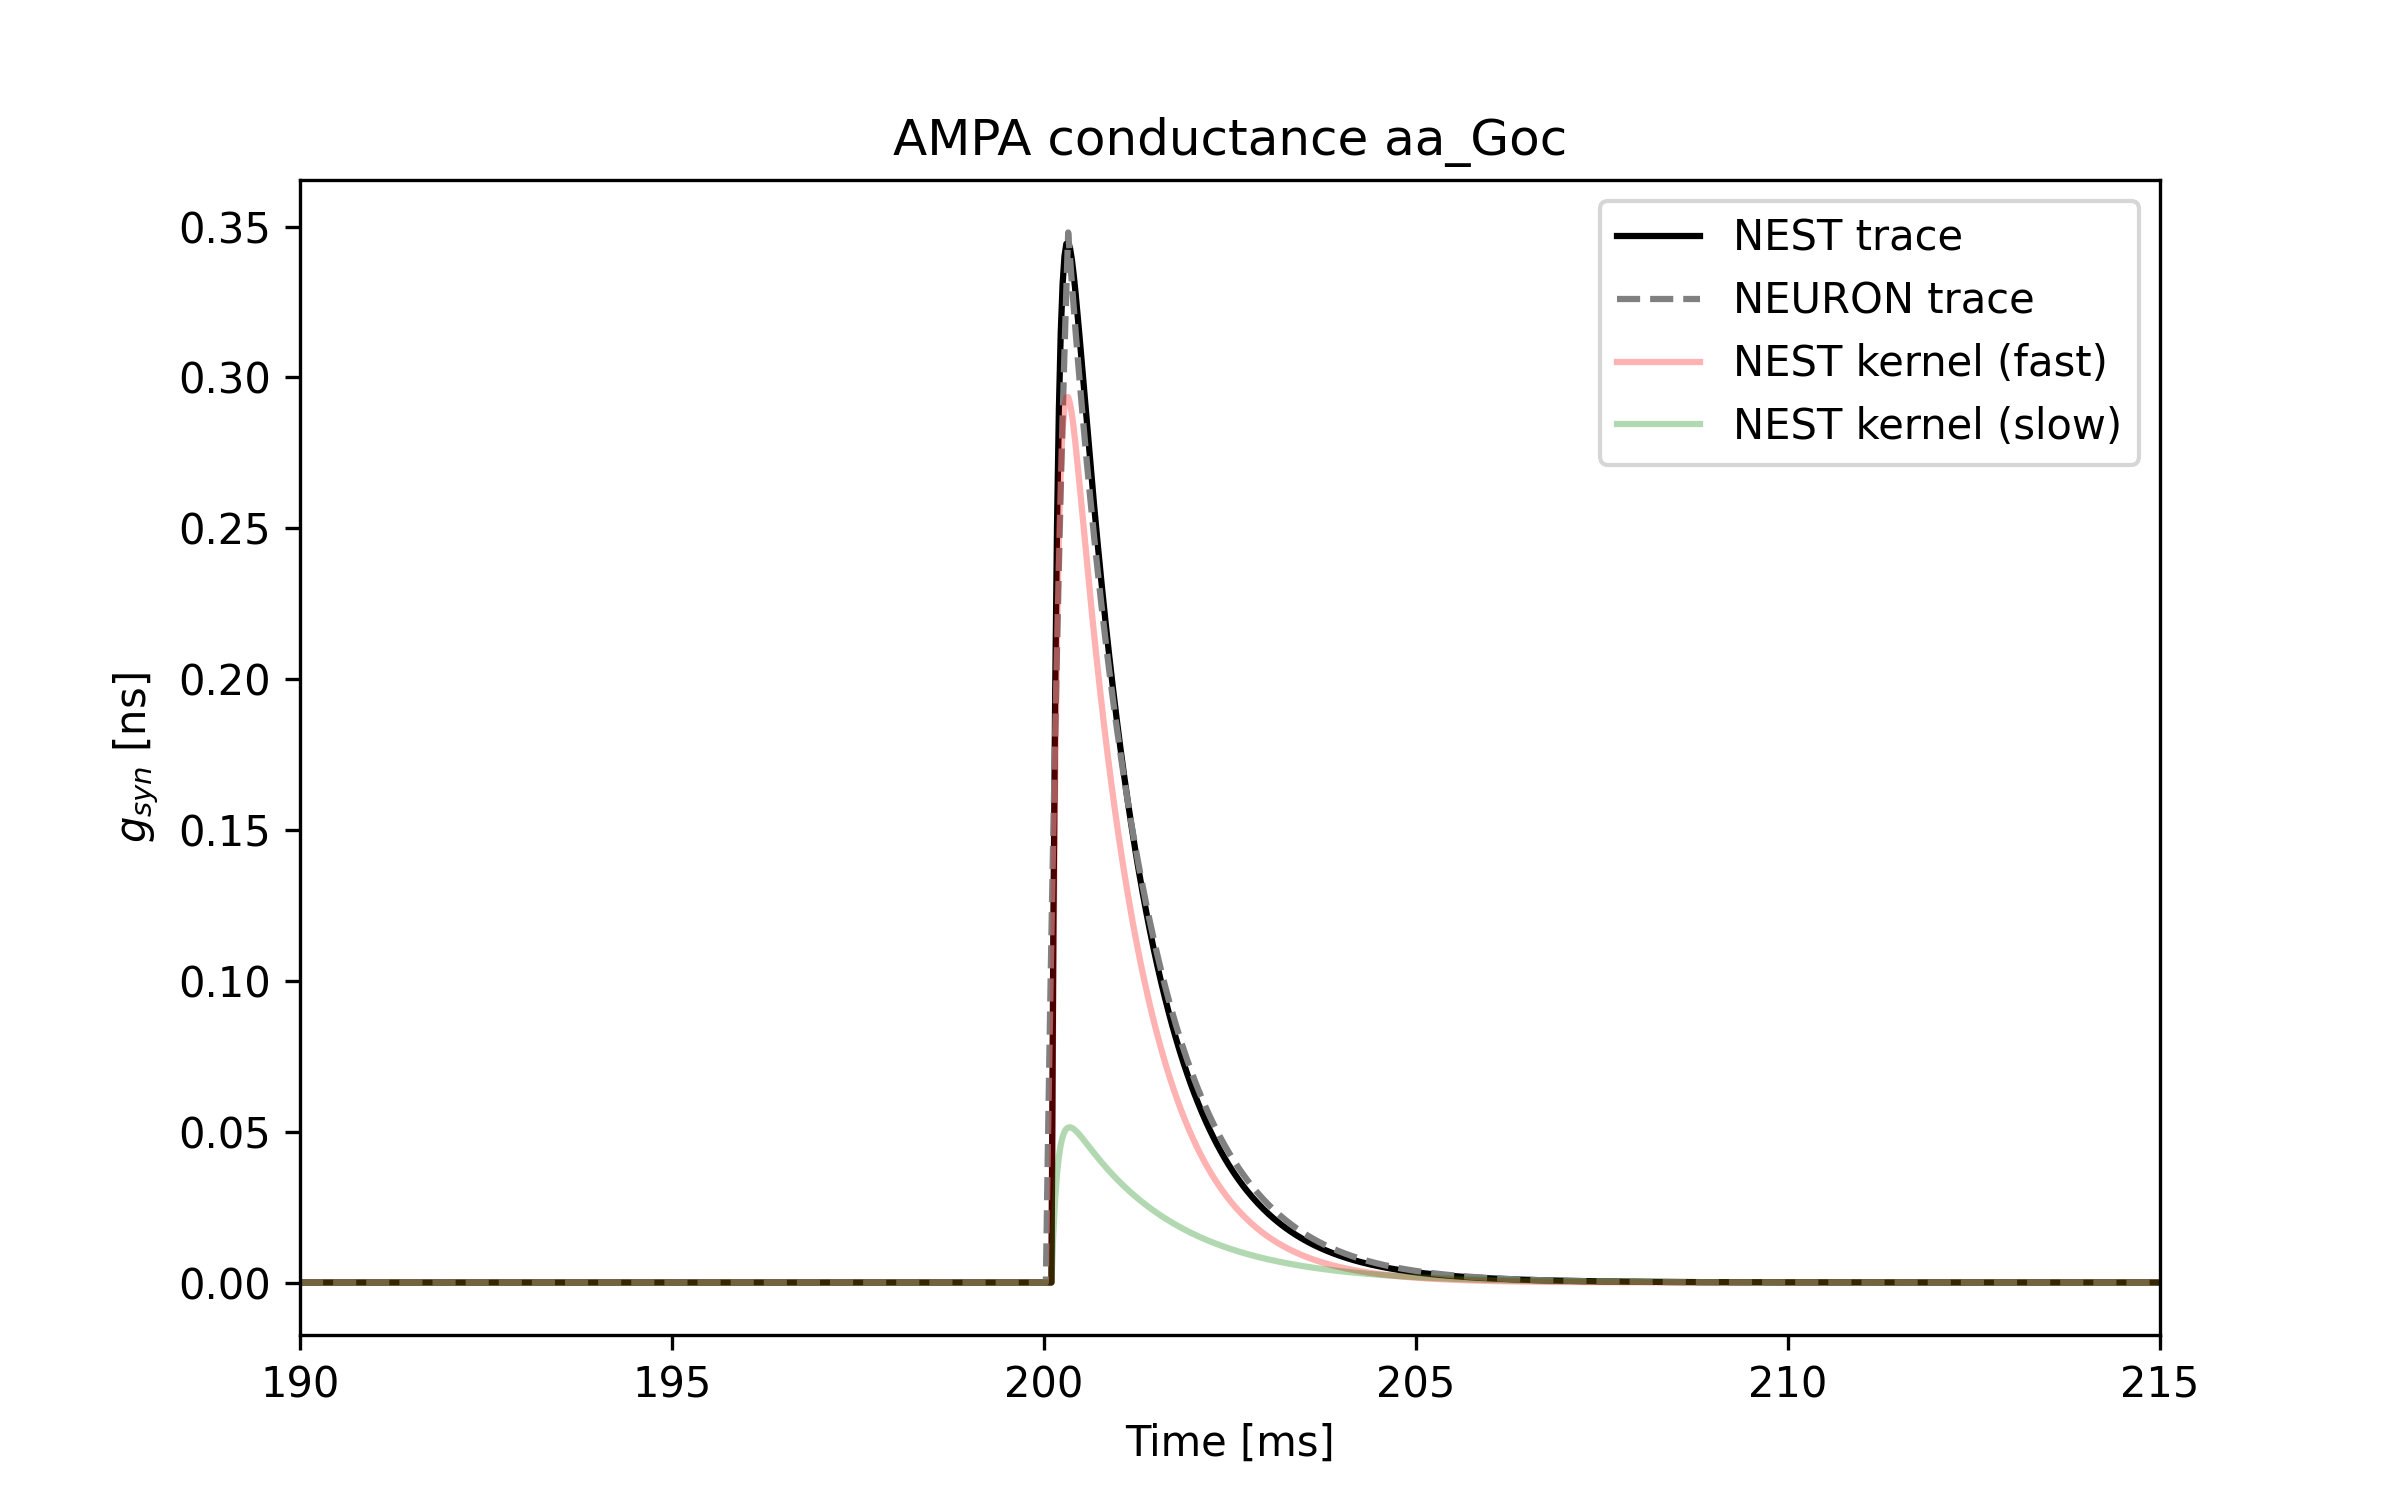 AMPA conductance aa_Goc
NEST trace
NEURON trace
NEST kernel (fast)
NEST kernel (slow)
0.35
0.30
0.25
0.20
0.15
0.10
0.05
0.00
g_syn [ns]
190 195 200 205 210 215
Time [ms]